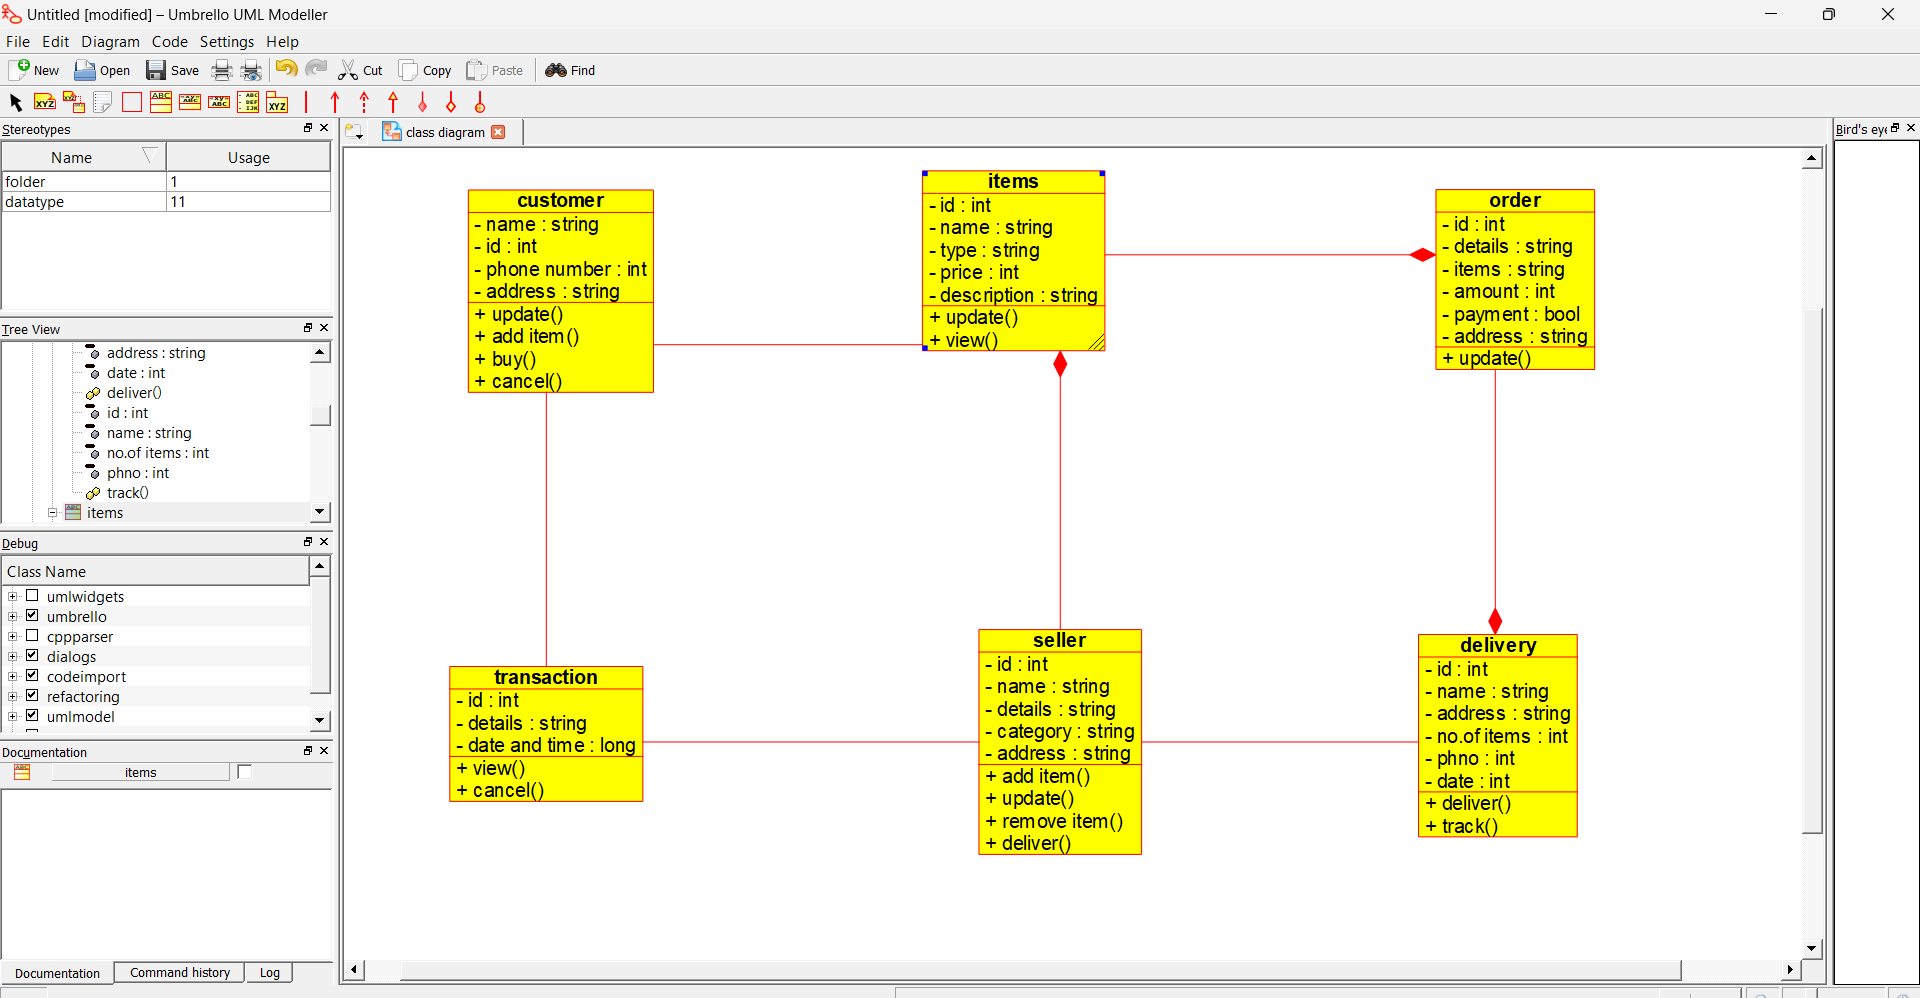 Untitled [modified] – Umbrello UML Modeller
File Edit Diagram Code Settings Help
New Open Save Cut Copy Paste Find
Stereotypes
Name Usage
folder 1
datatype 11
Tree View
address : string
date : int
deliver()
id : int
name : string
no.of items : int
phno : int
track()
items
Debug
Class Name
umlwidgets
umbrello
cppparser
dialogs
codeimport
refactoring
umlmodel
Documentation
items
Documentation Command history Log
class diagram
customer
- name : string
- id : int
- phone number : int
- address : string
+ update()
+ add item()
+ buy()
+ cancel()
items
- id : int
- name : string
- type : string
- price : int
- description : string
+ update()
+ view()
order
- id : int
- details : string
- items : string
- amount : int
- payment : bool
- address : string
+ update()
transaction
- id : int
- details : string
- date and time : long
+ view()
+ cancel()
seller
- id : int
- name : string
- details : string
- category : string
- address : string
+ add item()
+ update()
+ remove item()
+ deliver()
delivery
- id : int
- name : string
- address : string
- no.of items : int
- phno : int
- date : int
+ deliver()
+ track()
Bird's eye